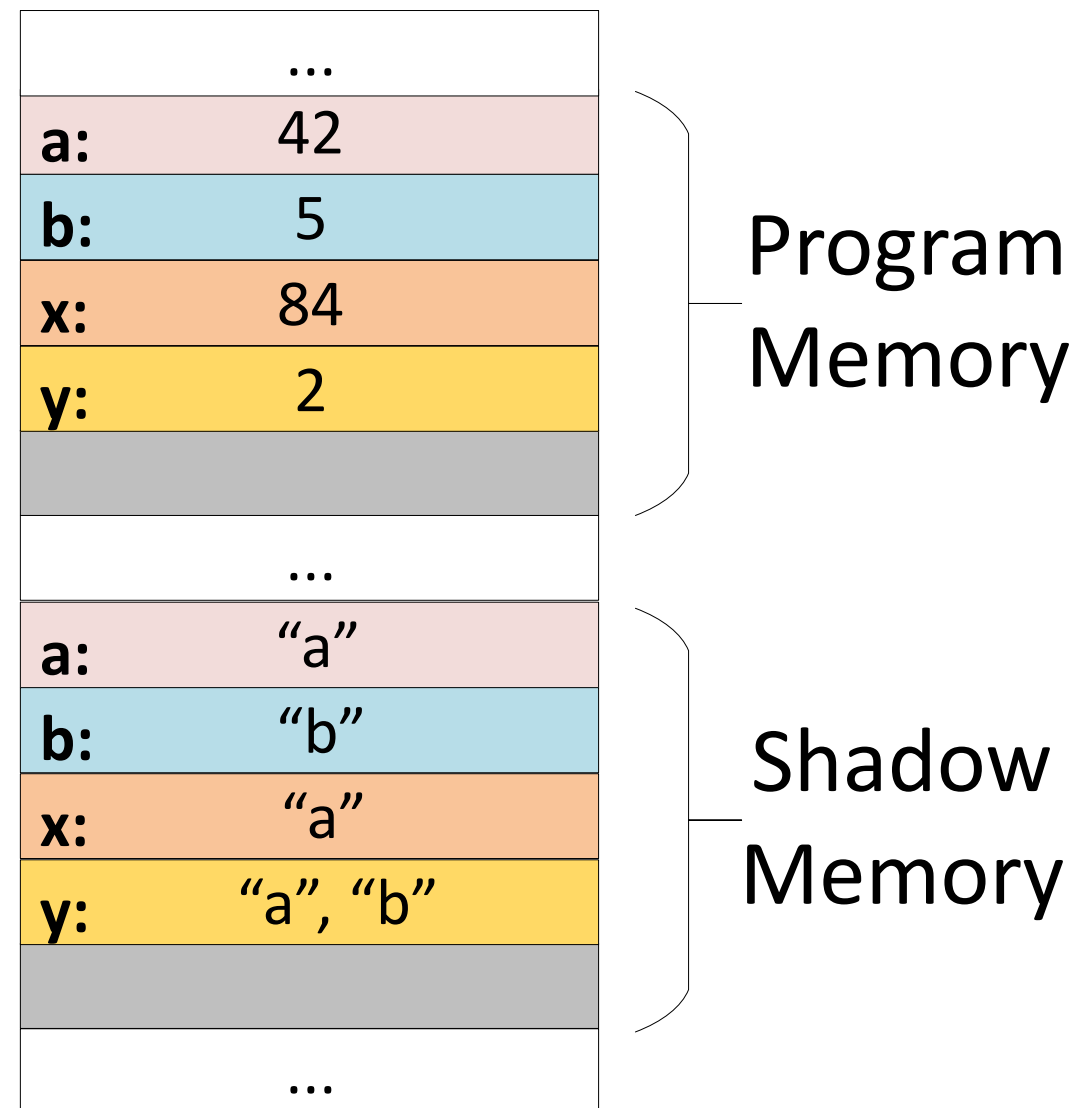 ...
a: 42
b: 5
x: 84
y: 2
Program
Memory
...
a: “a”
b: “b”
x: “a”
y: “a”, “b”
Shadow
Memory
...